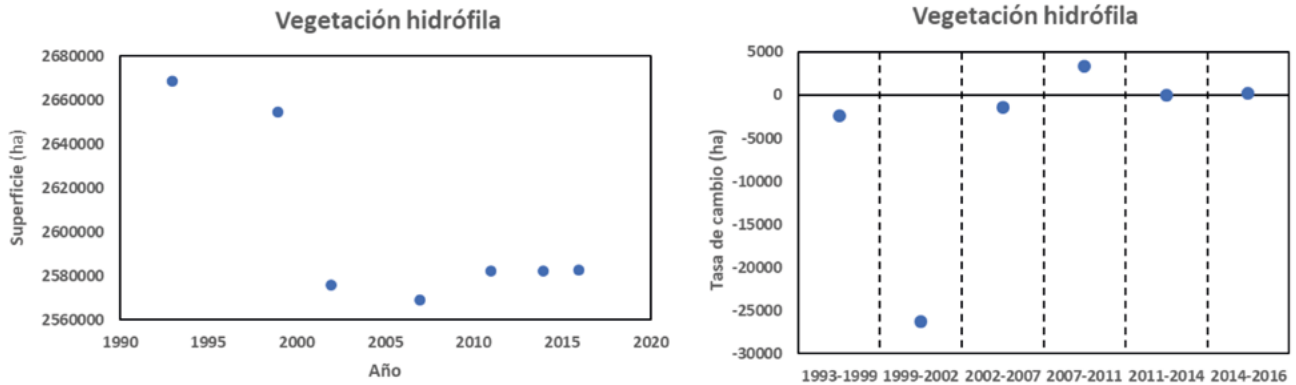 Vegetación hidrófila
Superficie (ha)
2680000
2660000
2640000
2620000
2600000
2580000
2560000
1990 1995 2000 2005 2010 2015 2020
Año
Vegetación hidrófila
Tasa de cambio (ha)
5000
0
-5000
-10000
-15000
-20000
-25000
-30000
1993-1999 1999-2002 2002-2007 2007-2011 2011-2014 2014-2016